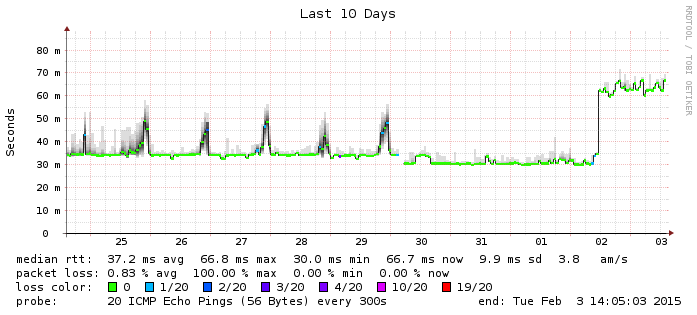 Last 10 Days
RRDTOOL / TOBI OETIKER
Seconds
80 m
70 m
60 m
50 m
40 m
30 m
20 m
10 m
0
25 26 27 28 29 30 31 01 02 03
median rtt: 37.2 ms avg 66.8 ms max 30.0 ms min 66.7 ms now 9.9 ms sd 3.8 am/s
packet loss: 0.83 % avg 100.00 % max 0.00 % min 0.00 % now
loss color: 0 1/20 2/20 3/20 4/20 10/20 19/20
probe: 20 ICMP Echo Pings (56 Bytes) every 300s end: Tue Feb 3 14:05:03 2015